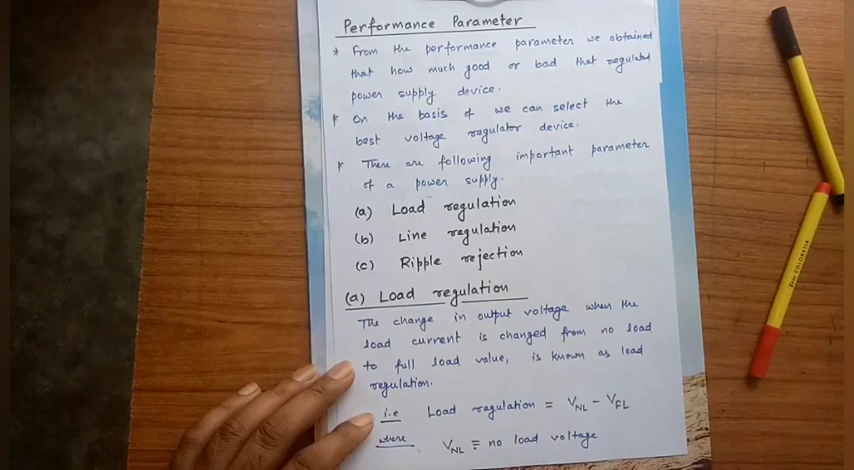 Performance Parameter
* From the performance parameter we obtained
that how much good or bad that regulated
power supply device.
* On the basis of we can select the
best voltage regulator device.
* There are following important parameter
of a power supply.
(a) Load regulation
(b) Line regulation
(c) Ripple rejection
(a) Load regulation
The change in output voltage when the
load current is changed from no load
to full load value, is known as load
regulation.
i.e Load regulation = VNL - VFL
where VNL = no load voltage